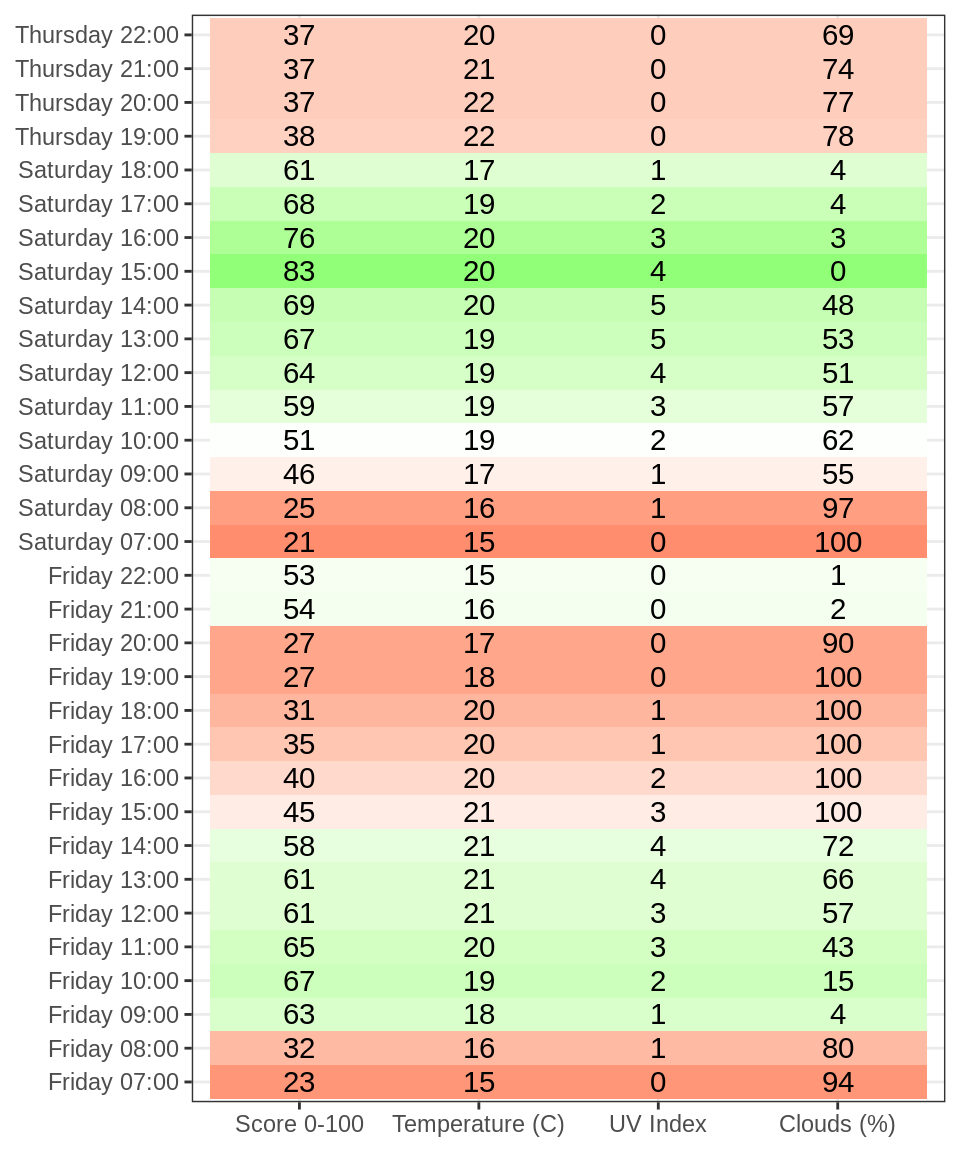 Thursday 22:00 37 20 0 69
Thursday 21:00 37 21 0 74
Thursday 20:00 37 22 0 77
Thursday 19:00 38 22 0 78
Saturday 18:00 61 17 1 4
Saturday 17:00 68 19 2 4
Saturday 16:00 76 20 3 3
Saturday 15:00 83 20 4 0
Saturday 14:00 69 20 5 48
Saturday 13:00 67 19 5 53
Saturday 12:00 64 19 4 51
Saturday 11:00 59 19 3 57
Saturday 10:00 51 19 2 62
Saturday 09:00 46 17 1 55
Saturday 08:00 25 16 1 97
Saturday 07:00 21 15 0 100
Friday 22:00 53 15 0 1
Friday 21:00 54 16 0 2
Friday 20:00 27 17 0 90
Friday 19:00 27 18 0 100
Friday 18:00 31 20 1 100
Friday 17:00 35 20 1 100
Friday 16:00 40 20 2 100
Friday 15:00 45 21 3 100
Friday 14:00 58 21 4 72
Friday 13:00 61 21 4 66
Friday 12:00 61 21 3 57
Friday 11:00 65 20 3 43
Friday 10:00 67 19 2 15
Friday 09:00 63 18 1 4
Friday 08:00 32 16 1 80
Friday 07:00 23 15 0 94
Score 0-100 Temperature (C) UV Index Clouds (%)